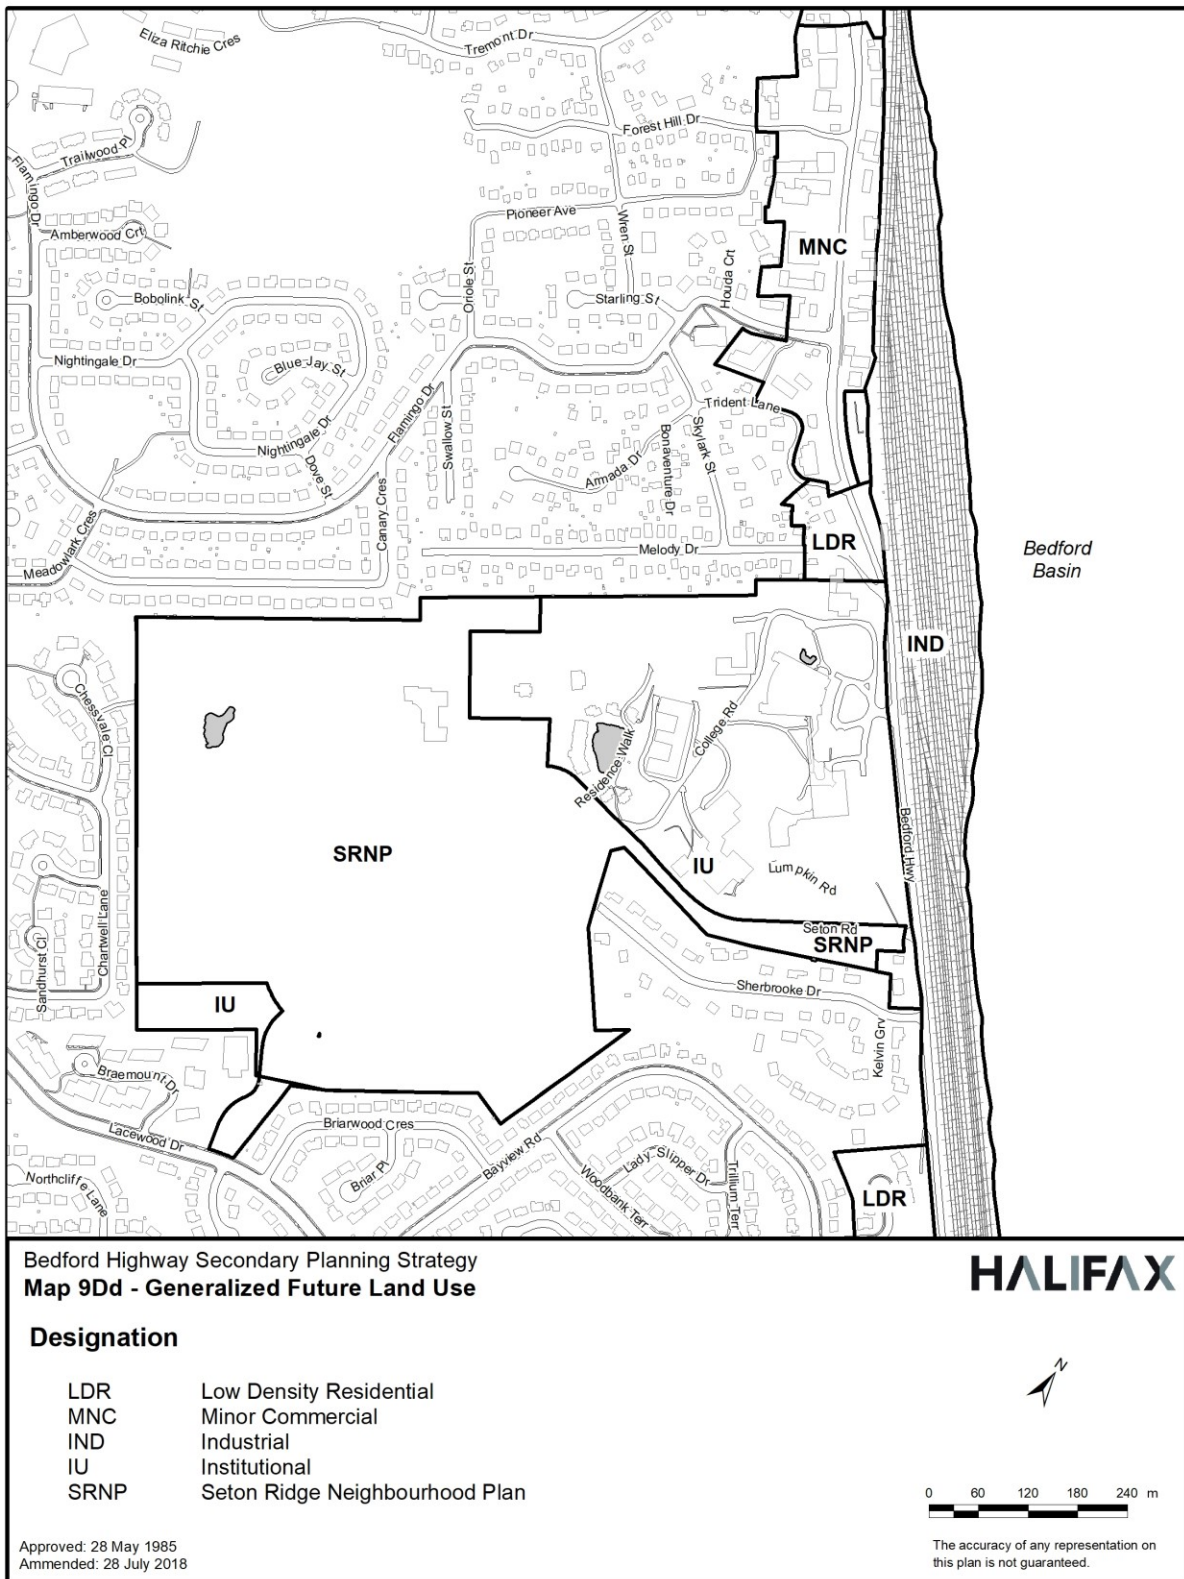 Eliza Ritchie Cres
Tremont Dr
Forest Hill Dr
Trailwood Pl
Flamingo Dr
Pioneer Ave
Wren St
Amberwood Crt
MNC
Houda Crt
Oriole St
Bobolink St
Starling St
Nightingale Dr
Blue Jay St
Flamingo Dr
Trident Lane
Swallow St
Skylark St
Nightingale Dr
Bonaventure Dr
Dove St
Armada Dr
Canary Cres
Meadowlark Cres
Melody Dr
LDR
Bedford
Basin
IND
Chessvale Cl
College Rd
Residence Walk
Bedford Hwy
SRNP
IU
Lumpkin Rd
Chartwell Lane
Seton Rd
SRNP
Sandhurst Cl
Sherbrooke Dr
IU
Kelvin Grv
Braemount Dr
Lacewood Dr
Briarwood Cres
Bayview Rd
Briar Pl
Lady Slipper Dr
Trillium Terr
Woodbank Terr
Northcliffe Lane
LDR
Bedford Highway Secondary Planning Strategy
Map 9Dd - Generalized Future Land Use
HALIFAX
Designation
LDR Low Density Residential
MNC Minor Commercial
IND Industrial
IU Institutional
SRNP Seton Ridge Neighbourhood Plan
N
0 60 120 180 240 m
Approved: 28 May 1985
Ammended: 28 July 2018
The accuracy of any representation on
this plan is not guaranteed.